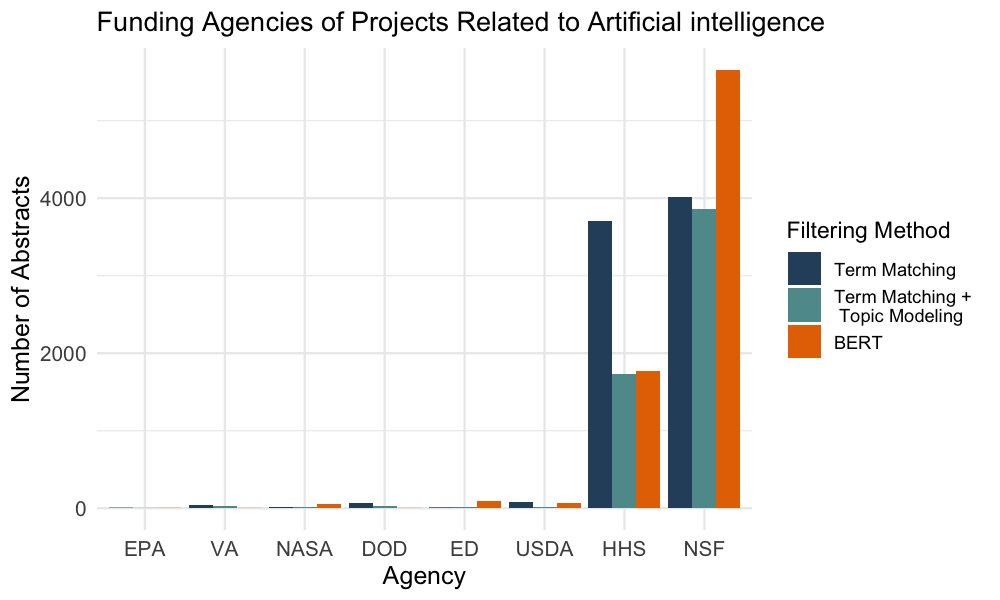 Funding Agencies of Projects Related to Artificial intelligence
Number of Abstracts
4000
2000
0
EPA VA NASA DOD ED USDA HHS NSF
Agency
Filtering Method
Term Matching
Term Matching +
Topic Modeling
BERT